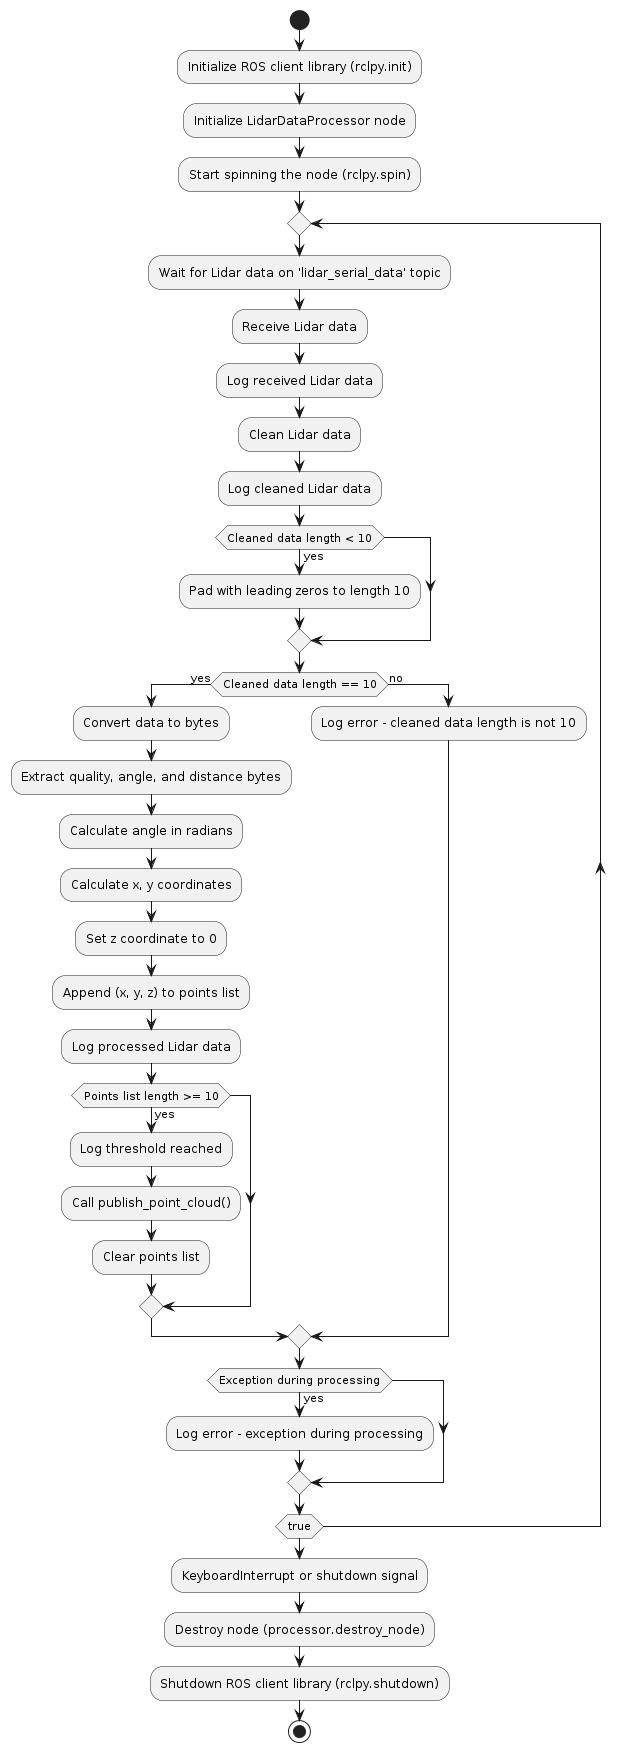 Initialize ROS client library (rclpy.init)
Initialize LidarDataProcessor node
Start spinning the node (rclpy.spin)
Wait for Lidar data on 'lidar_serial_data' topic
Receive Lidar data
Log received Lidar data
Clean Lidar data
Log cleaned Lidar data
Cleaned data length < 10
yes
Pad with leading zeros to length 10
yes
Cleaned data length == 10
no
Convert data to bytes
Log error - cleaned data length is not 10
Extract quality, angle, and distance bytes
Calculate angle in radians
Calculate x, y coordinates
Set z coordinate to 0
Append (x, y, z) to points list
Log processed Lidar data
Points list length >= 10
yes
Log threshold reached
Call publish_point_cloud()
Clear points list
Exception during processing
yes
Log error - exception during processing
true
KeyboardInterrupt or shutdown signal
Destroy node (processor.destroy_node)
Shutdown ROS client library (rclpy.shutdown)